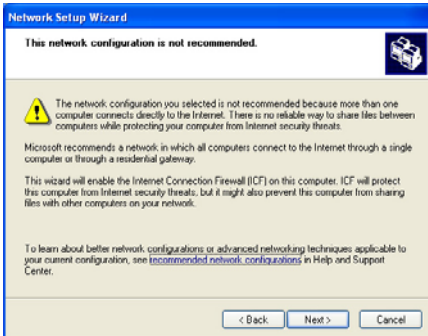 Network Setup Wizard
This network configuration is not recommended.
The network configuration you selected is not recommended because more than one
computer connects directly to the Internet. There is no reliable way to share files between
computers while protecting your computer from Internet security threats.
Microsoft recommends a network in which all computers connect to the Internet through a single
computer or through a residential gateway.
This wizard will enable the Internet Connection Firewall (ICF) on this computer. ICF will protect
this computer from Internet security threats, but it might also prevent this computer from sharing
files with other computers on your network.
To learn about better network configurations or advanced networking techniques applicable to
your current configuration, see recommended network configurations in Help and Support
Center.
< Back Next > Cancel